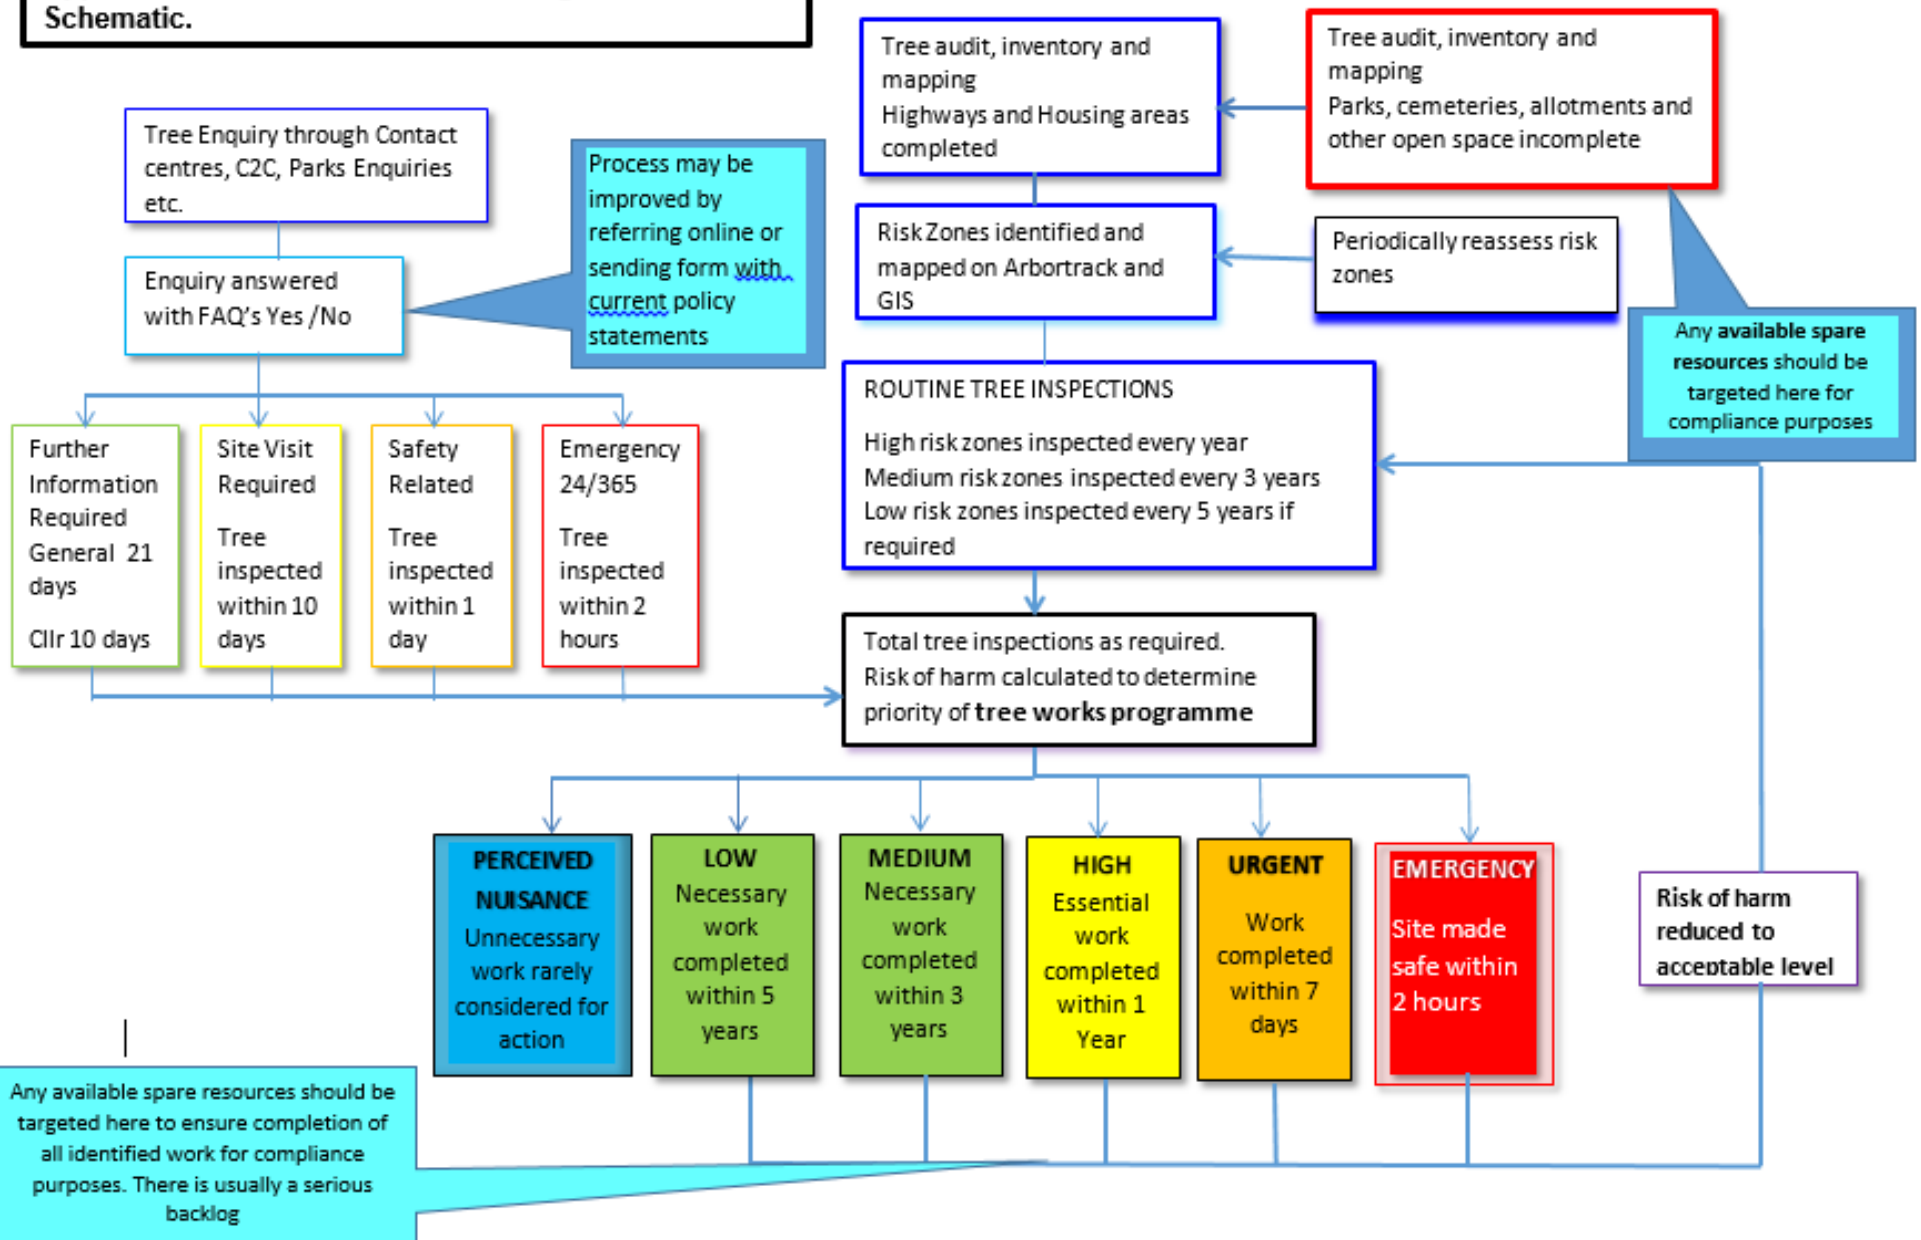 Schematic.
Tree Enquiry through Contact
centres, C2C, Parks Enquiries
etc.
Enquiry answered
with FAQ's Yes /No
Process may be
improved by
referring online or
sending form with
current policy
statements
Tree audit, inventory and
mapping
Highways and Housing areas
completed
Tree audit, inventory and
mapping
Parks, cemeteries, allotments and
other open space incomplete
Risk Zones identified and
mapped on Arbortrack and
GIS
Periodically reassess risk
zones
Any available spare
resources should be
targeted here for
compliance purposes
ROUTINE TREE INSPECTIONS
High risk zones inspected every year
Medium risk zones inspected every 3 years
Low risk zones inspected every 5 years if
required
Further
Information
Required
General 21
days
Cllr 10 days
Site Visit
Required
Tree
inspected
within 10
days
Safety
Related
Tree
inspected
within 1
day
Emergency
24/365
Tree
inspected
within 2
hours
Total tree inspections as required.
Risk of harm calculated to determine
priority of tree works programme
PERCEIVED
NUISANCE
Unnecessary
work rarely
considered for
action
LOW
Necessary
work
completed
within 5
years
MEDIUM
Necessary
work
completed
within 3
years
HIGH
Essential
work
completed
within 1
Year
URGENT
Work
completed
within 7
days
EMERGENCY
Site made
safe within
2 hours
Risk of harm
reduced to
acceptable level
Any available spare resources should be
targeted here to ensure completion of
all identified work for compliance
purposes. There is usually a serious
backlog